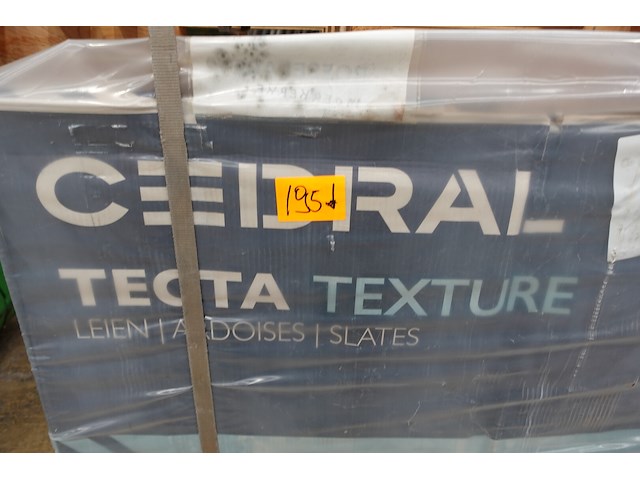 CEDRAL
195
TECTA TEXTURE
LEIEN | ARDOISES | SLATES